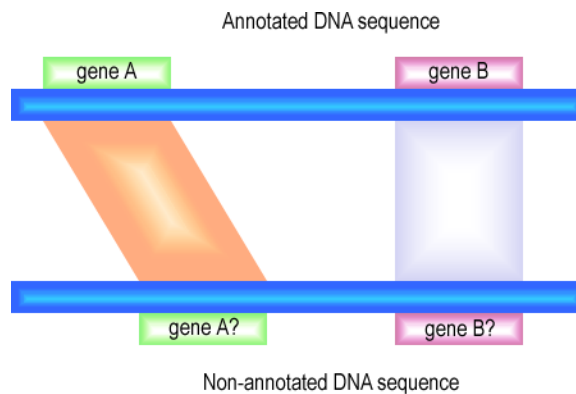 Annotated DNA sequence
gene A
gene B
gene A?
gene B?
Non-annotated DNA sequence